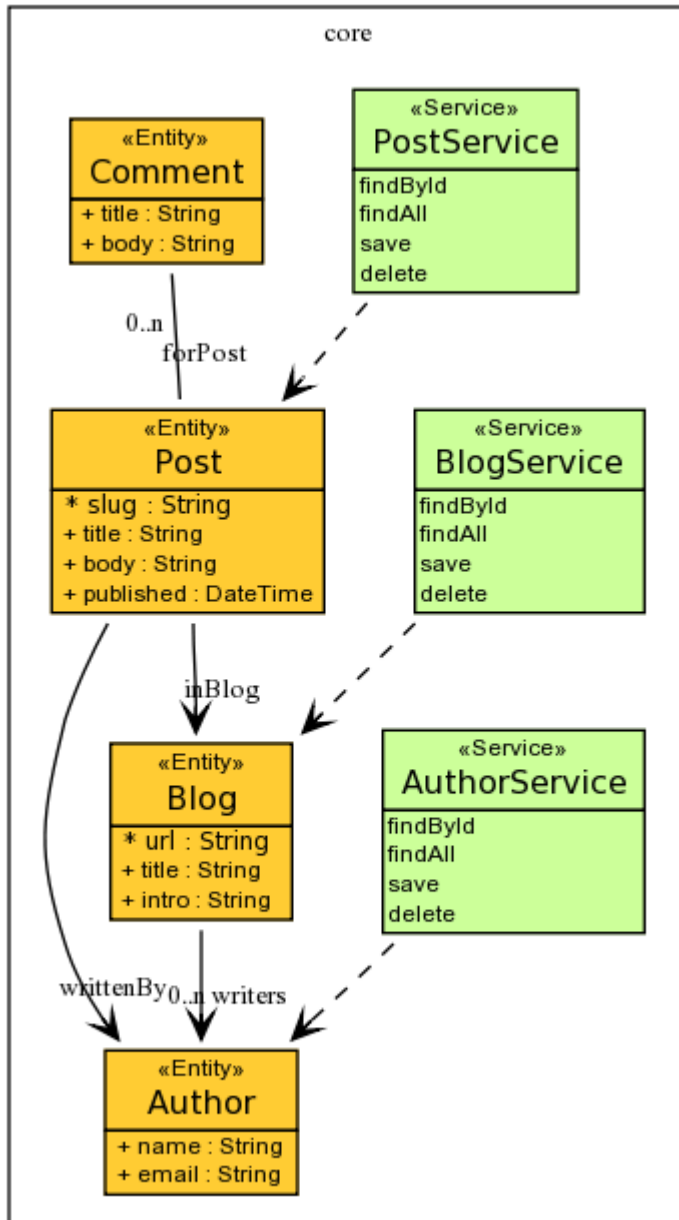 core
«Entity»
Comment
+ title : String
+ body : String
«Service»
PostService
findById
findAll
save
delete
0..n
forPost
«Entity»
Post
* slug : String
+ title : String
+ body : String
+ published : DateTime
«Service»
BlogService
findById
findAll
save
delete
inBlog
«Entity»
Blog
* url : String
+ title : String
+ intro : String
«Service»
AuthorService
findById
findAll
save
delete
writtenBy
0..n writers
«Entity»
Author
+ name : String
+ email : String